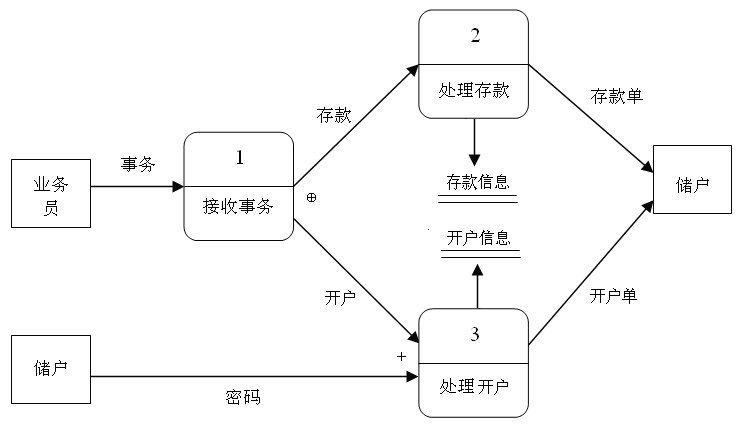 2
处理存款
存款
存款单
1
接收事务
事务
业务
员
⊕
存款信息
储户
开户信息
开户
开户单
3
处理开户
+
储户
密码